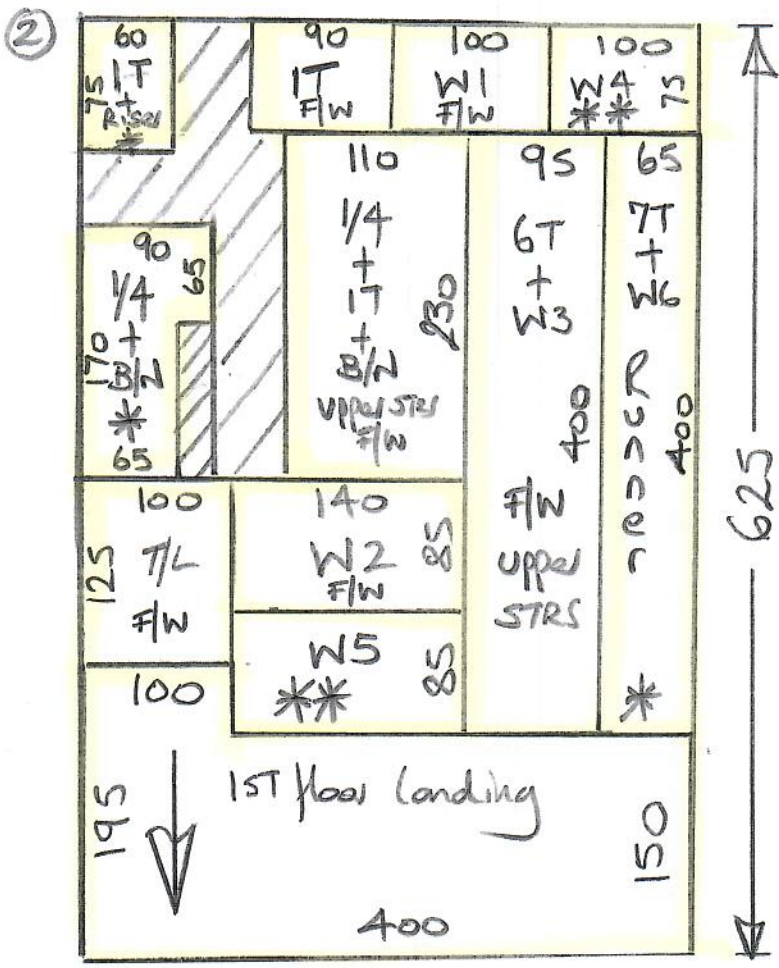 2
60
1T
+
Riser
*
75
90
1T
F/W
100
W1
F/W
100
W4
**
75
90
1/4
+
B/N
*
65
170
65
110
1/4
+
1T
+
B/N
upper STRS
F/W
230
95
6T
+
W3
400
F/W
upper
STRS
65
7T
+
W6
Runner
400
*
625
100
T/L
F/W
125
140
W2
F/W
85
W5
**
85
100
195
1ST floor landing
150
400